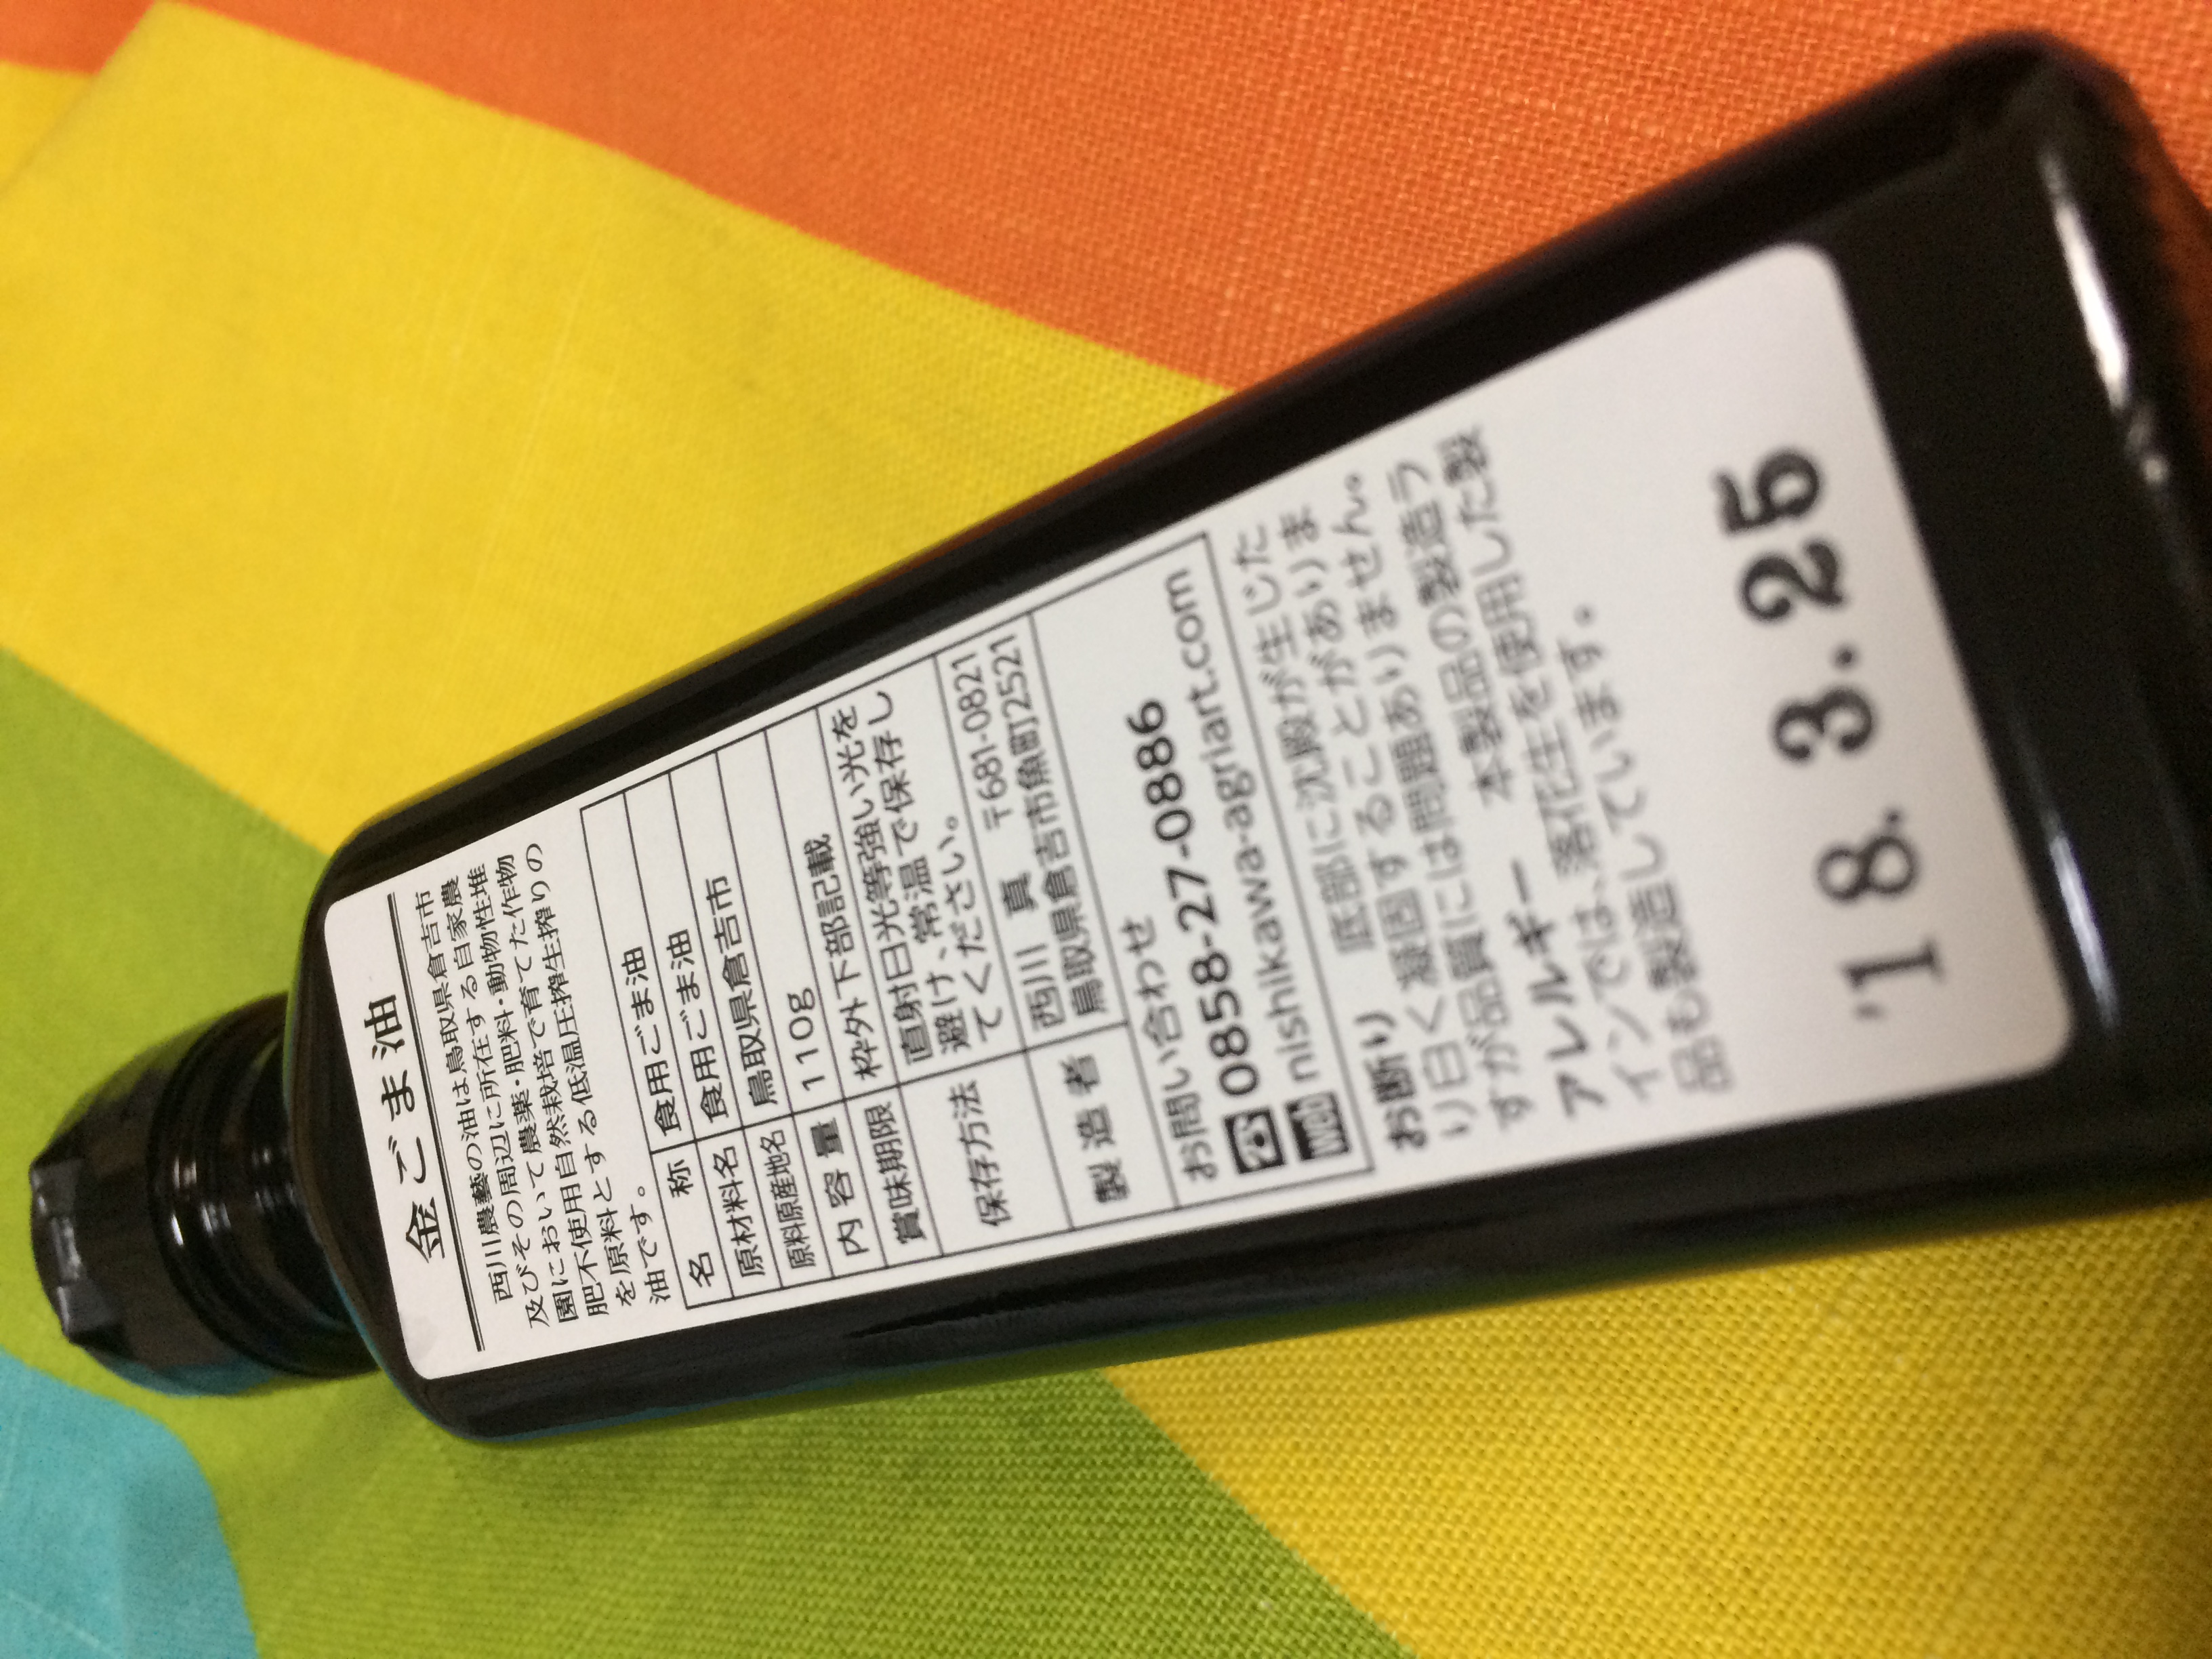 金ごま油
西川農藝の油は鳥取県倉吉市
及びその周辺に所在する自家農
園において農薬・肥料・動物性堆
肥不使用自然栽培で育てた作物
を原料とする低温圧搾生搾りの
油です。
名 称 食用ごま油
原材料名 食用ごま油
原料原産地名 鳥取県倉吉市
内容量 110g
賞味期限 枠外下部記載
保存方法 直射日光等強い光を
避け、常温で保存し
てください。
製造者 西川 真 〒681-0821
鳥取県倉吉市魚町2521
お問い合わせ
☎0858-27-0886
Web nishikawa-agriart.com
お断り 底部に沈殿が生じた
り白く凝固することがありま
すが品質には問題ありません。
アレルギー 本製品の製造ラ
インでは、落花生を使用した製
品も製造しています。
'18. 3. 25